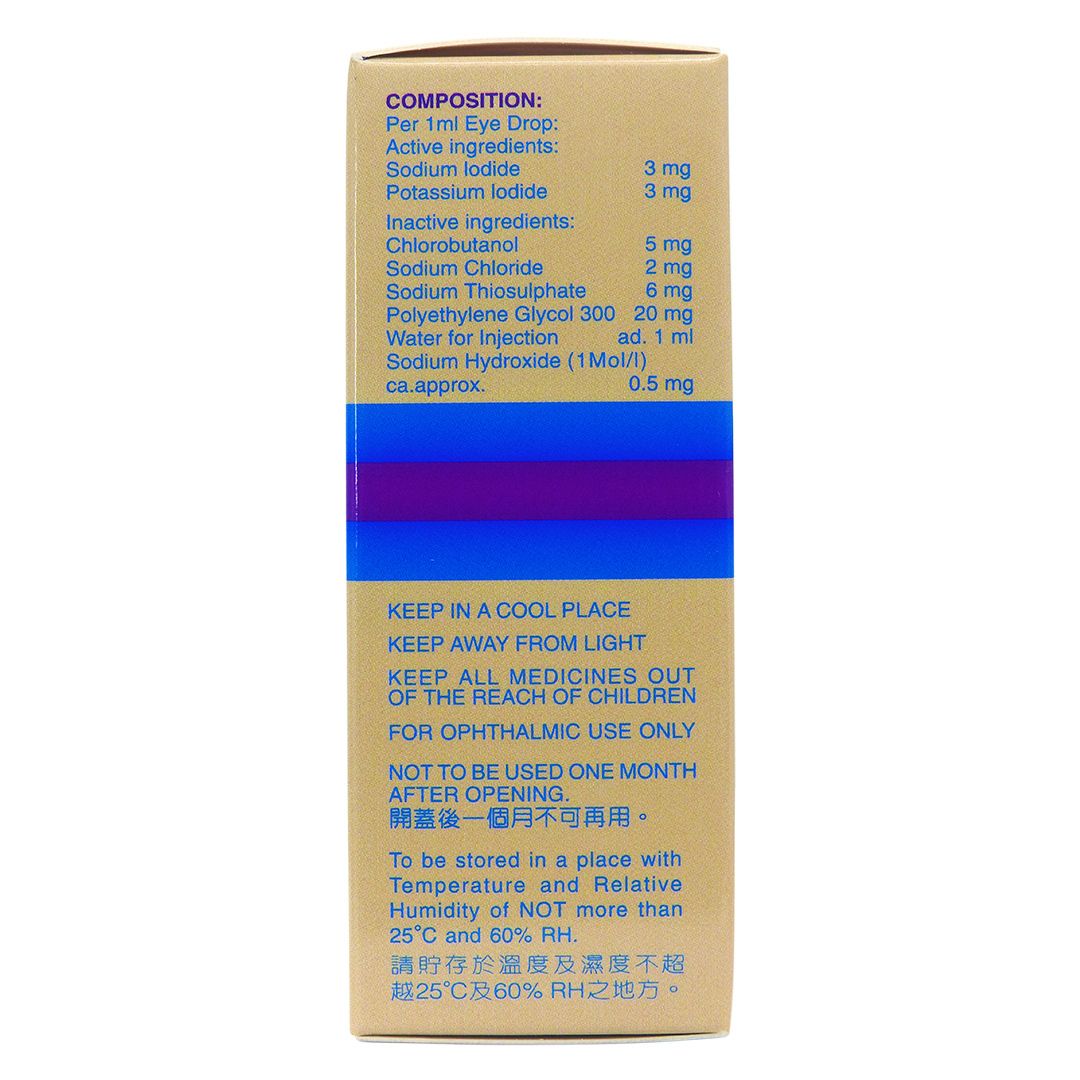 COMPOSITION:
Per 1ml Eye Drop:
Active ingredients:
Sodium Iodide 3 mg
Potassium Iodide 3 mg
Inactive ingredients:
Chlorobutanol 5 mg
Sodium Chloride 2 mg
Sodium Thiosulphate 6 mg
Polyethylene Glycol 300 20 mg
Water for Injection ad. 1 ml
Sodium Hydroxide (1Mol/l)
ca.approx. 0.5 mg
KEEP IN A COOL PLACE
KEEP AWAY FROM LIGHT
KEEP ALL MEDICINES OUT
OF THE REACH OF CHILDREN
FOR OPHTHALMIC USE ONLY
NOT TO BE USED ONE MONTH
AFTER OPENING.
開蓋後一個月不可再用。
To be stored in a place with
Temperature and Relative
Humidity of NOT more than
25°C and 60% RH.
請貯存於溫度及濕度不超
越25°C及60% RH之地方。